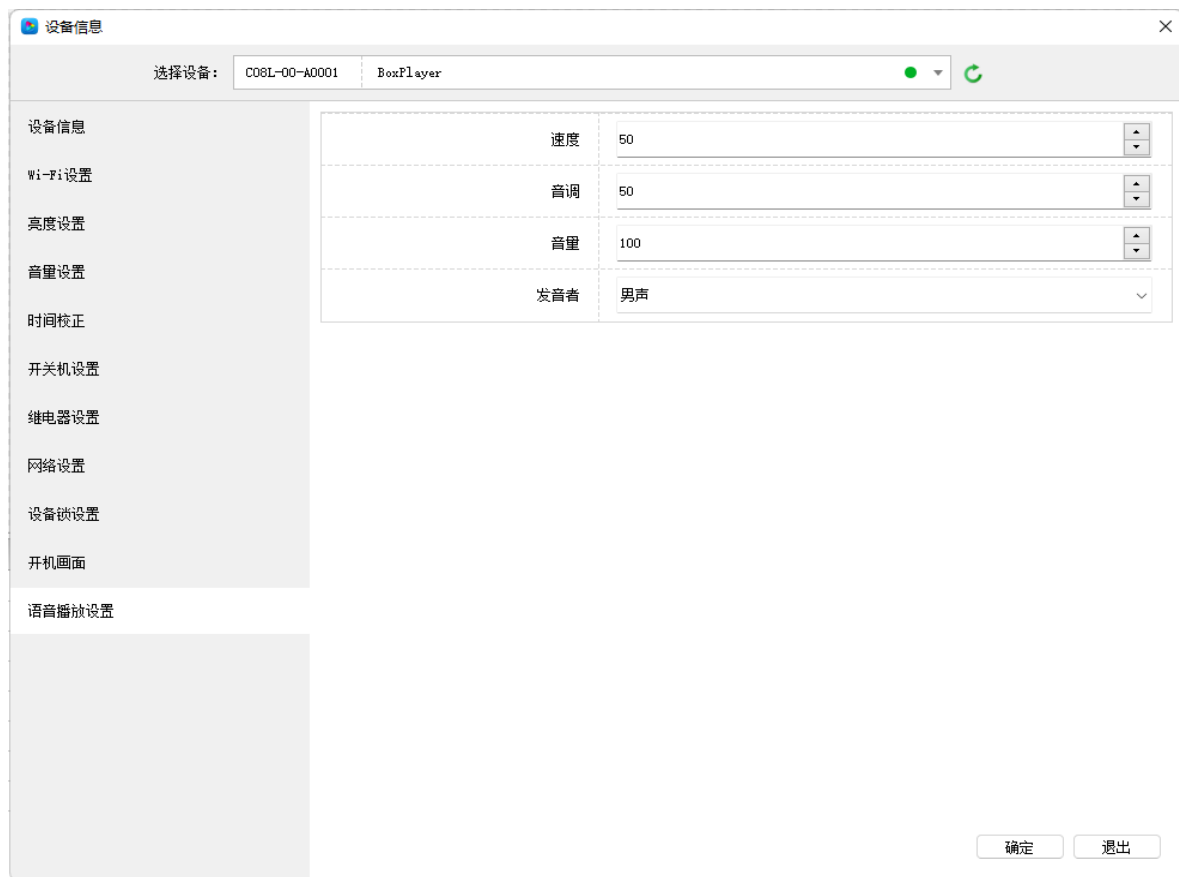 设备信息
选择设备: C08L-00-A0001 BoxPlayer
设备信息
Wi-Fi设置
亮度设置
音量设置
时间校正
开关机设置
继电器设置
网络设置
设备锁设置
开机画面
语音播放设置
速度 50
音调 50
音量 100
发音者 男声
确定 退出